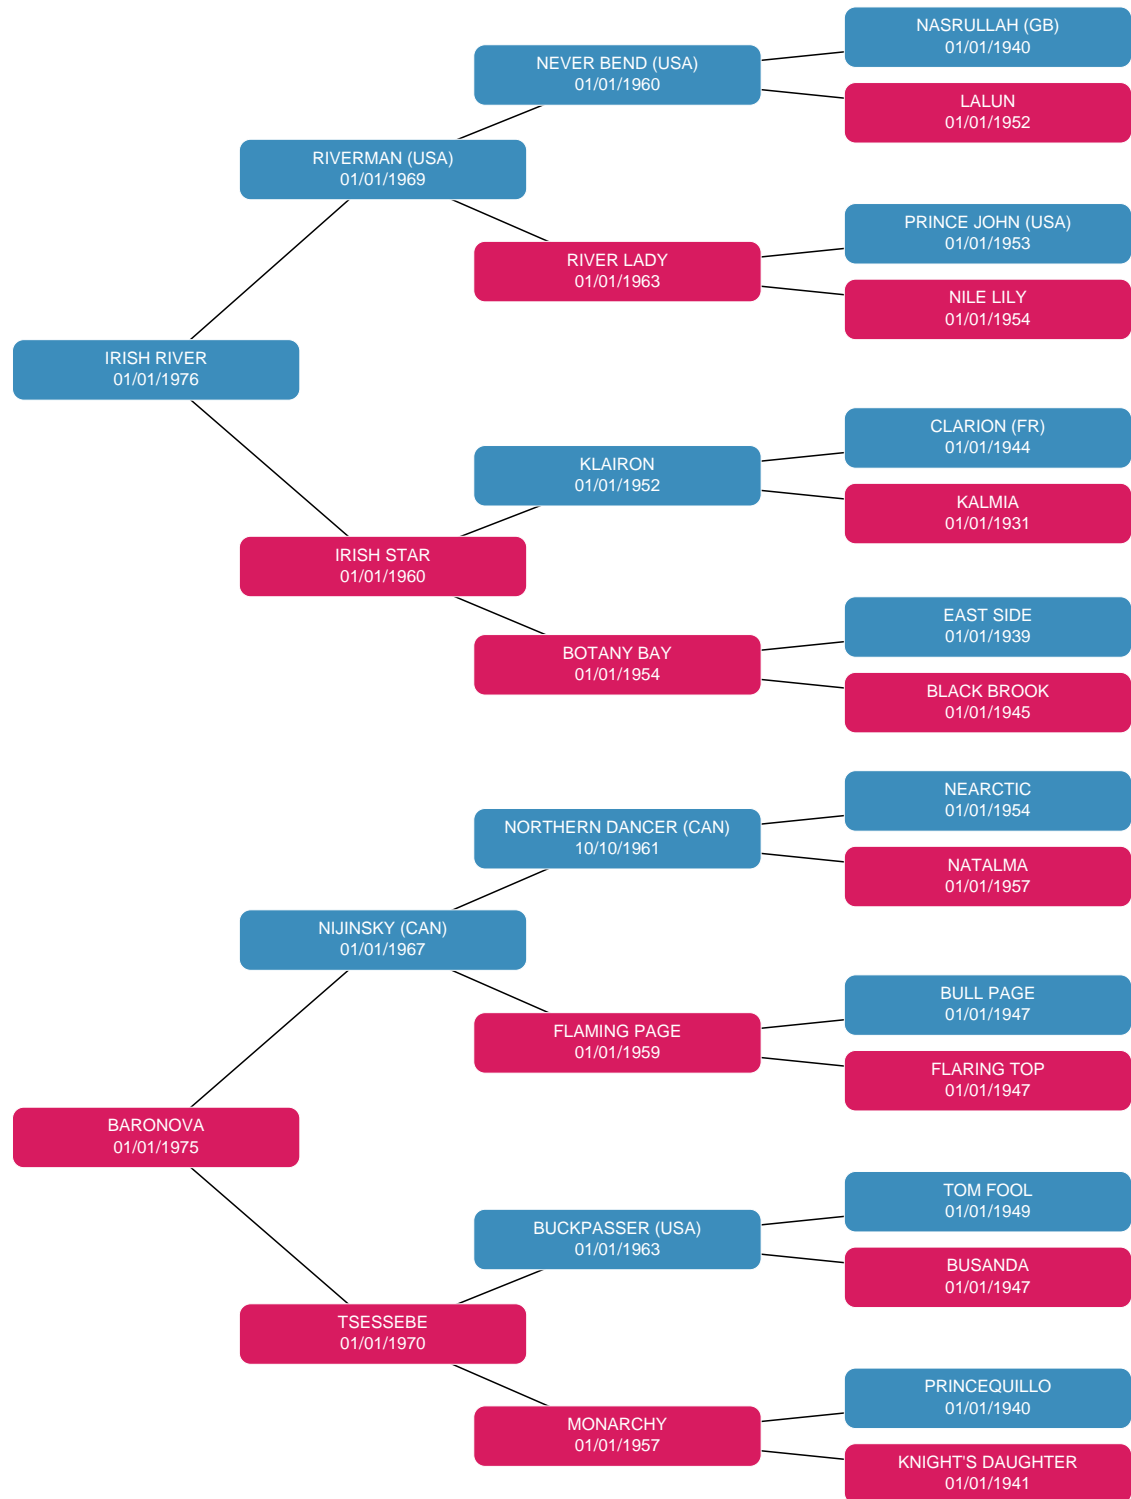 NASRULLAH (GB)
01/01/1940
NEVER BEND (USA)
01/01/1960
LALUN
01/01/1952
RIVERMAN (USA)
01/01/1969
PRINCE JOHN (USA)
01/01/1953
RIVER LADY
01/01/1963
NILE LILY
01/01/1954
IRISH RIVER
01/01/1976
CLARION (FR)
01/01/1944
KLAIRON
01/01/1952
KALMIA
01/01/1931
IRISH STAR
01/01/1960
EAST SIDE
01/01/1939
BOTANY BAY
01/01/1954
BLACK BROOK
01/01/1945
NEARCTIC
01/01/1954
NORTHERN DANCER (CAN)
10/10/1961
NATALMA
01/01/1957
NIJINSKY (CAN)
01/01/1967
BULL PAGE
01/01/1947
FLAMING PAGE
01/01/1959
FLARING TOP
01/01/1947
BARONOVA
01/01/1975
TOM FOOL
01/01/1949
BUCKPASSER (USA)
01/01/1963
BUSANDA
01/01/1947
TSESSEBE
01/01/1970
PRINCEQUILLO
01/01/1940
MONARCHY
01/01/1957
KNIGHT'S DAUGHTER
01/01/1941